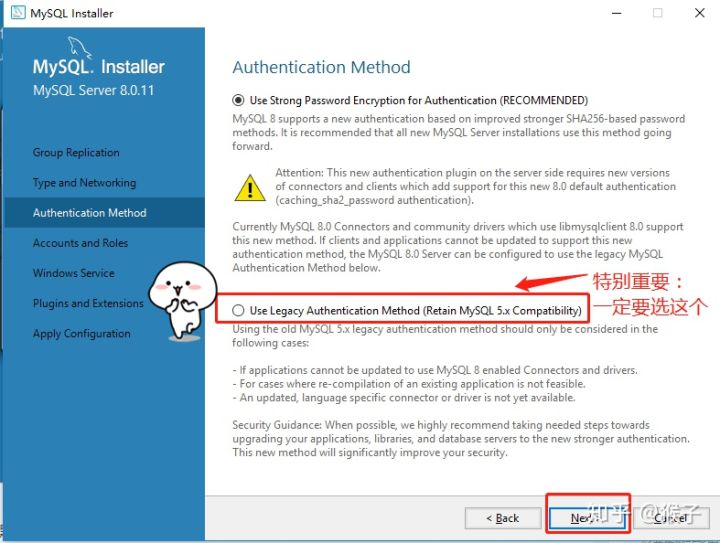 MySQL Installer
MySQL. Installer
MySQL Server 8.0.11
Group Replication
Type and Networking
Authentication Method
Accounts and Roles
Windows Service
Plugins and Extensions
Apply Configuration
Authentication Method
Use Strong Password Encryption for Authentication (RECOMMENDED)
MySQL 8 supports a new authentication based on improved stronger SHA256-based password
methods. It is recommended that all new MySQL Server installations use this method going
forward.
Attention: This new authentication plugin on the server side requires new versions
of connectors and clients which add support for this new 8.0 default authentication
(caching_sha2_password authentication).
Currently MySQL 8.0 Connectors and community drivers which use libmysqlclient 8.0 support
this new method. If clients and applications cannot be updated to support this new
authentication method, the MySQL 8.0 Server can be configured to use the legacy MySQL
Authentication Method below.
特别重要：
一定要选这个
Use Legacy Authentication Method (Retain MySQL 5.x Compatibility)
Using the old MySQL 5.x legacy authentication method should only be considered in the
following cases:
- If applications cannot be updated to use MySQL 8 enabled Connectors and drivers.
- For cases where re-compilation of an existing application is not feasible.
- An updated, language specific connector or driver is not yet available.
Security Guidance: When possible, we highly recommend taking needed steps towards
upgrading your applications, libraries, and database servers to the new stronger authentication.
This new method will significantly improve your security.
< Back
Next >
Cancel
知乎 @猴子